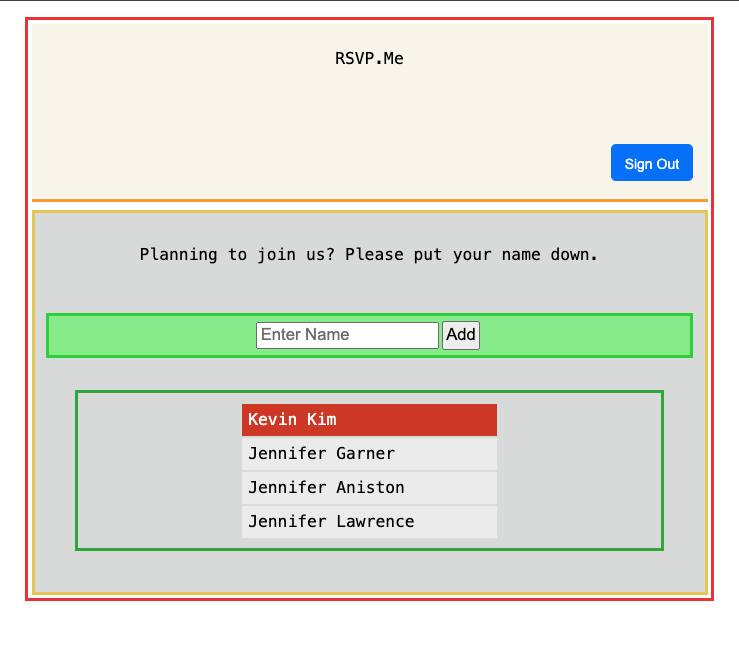 RSVP.Me
Sign Out
Planning to join us? Please put your name down.
Enter Name Add
Kevin Kim
Jennifer Garner
Jennifer Aniston
Jennifer Lawrence